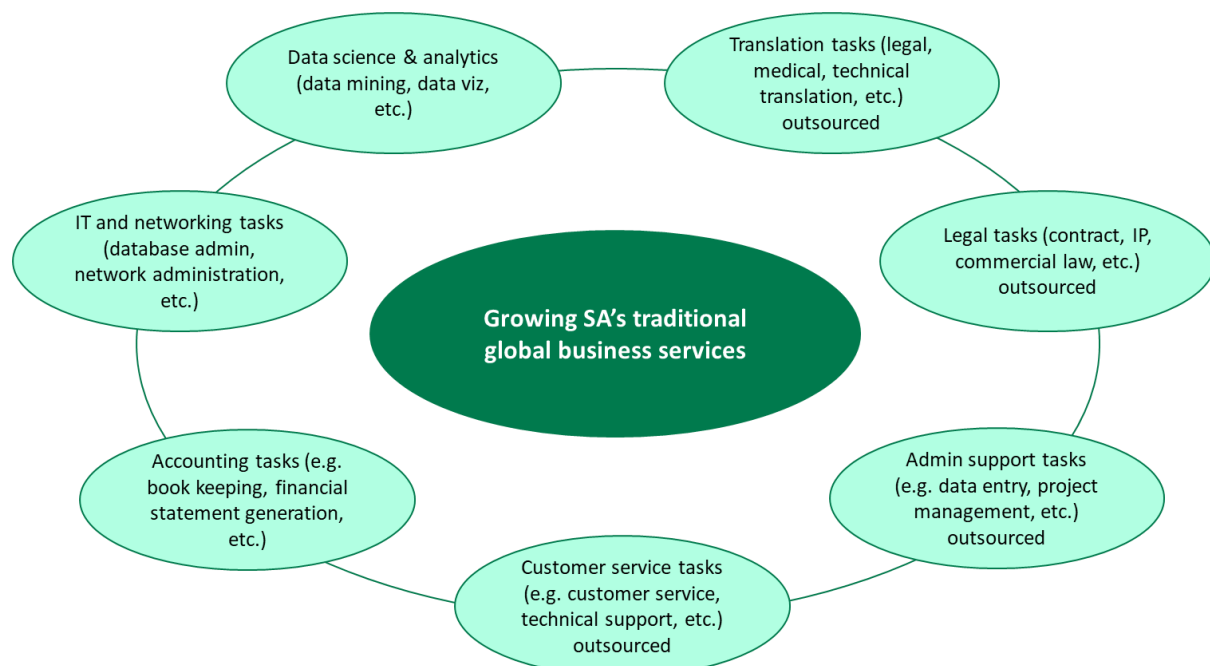 Data science & analytics
(data mining, data viz,
etc.)
Translation tasks (legal,
medical, technical
translation, etc.)
outsourced
IT and networking tasks
(database admin,
network administration,
etc.)
Legal tasks (contract, IP,
commercial law, etc.)
outsourced
Growing SA’s traditional
global business services
Accounting tasks (e.g.
book keeping, financial
statement generation,
etc.)
Admin support tasks
(e.g. data entry, project
management, etc.)
outsourced
Customer service tasks
(e.g. customer service,
technical support, etc.)
outsourced